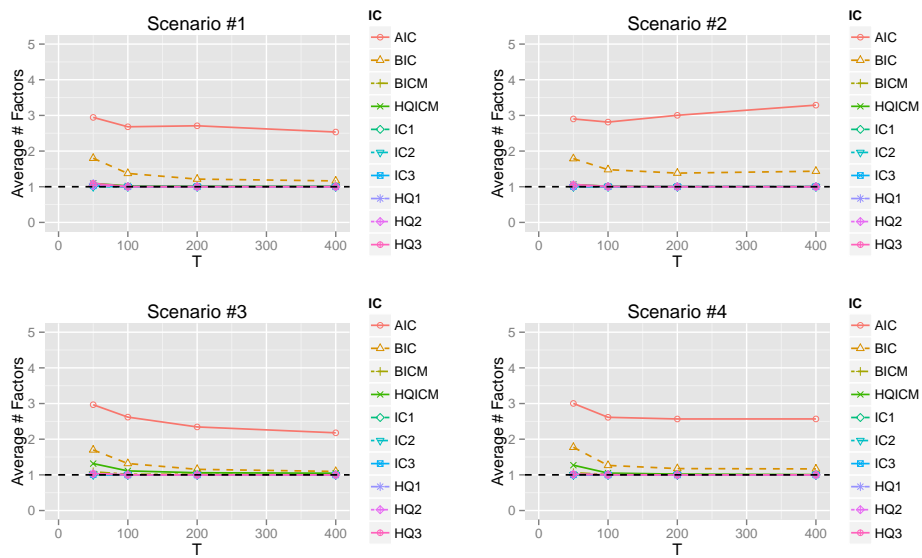 Scenario #1
Average # Factors
5
4
3
2
1
0
0 100 200 300 400
T
IC
AIC
BIC
BICM
HQICM
IC1
IC2
IC3
HQ1
HQ2
HQ3
Scenario #2
Average # Factors
5
4
3
2
1
0
0 100 200 300 400
T
IC
AIC
BIC
BICM
HQICM
IC1
IC2
IC3
HQ1
HQ2
HQ3
Scenario #3
Average # Factors
5
4
3
2
1
0
0 100 200 300 400
T
IC
AIC
BIC
BICM
HQICM
IC1
IC2
IC3
HQ1
HQ2
HQ3
Scenario #4
Average # Factors
5
4
3
2
1
0
0 100 200 300 400
T
IC
AIC
BIC
BICM
HQICM
IC1
IC2
IC3
HQ1
HQ2
HQ3